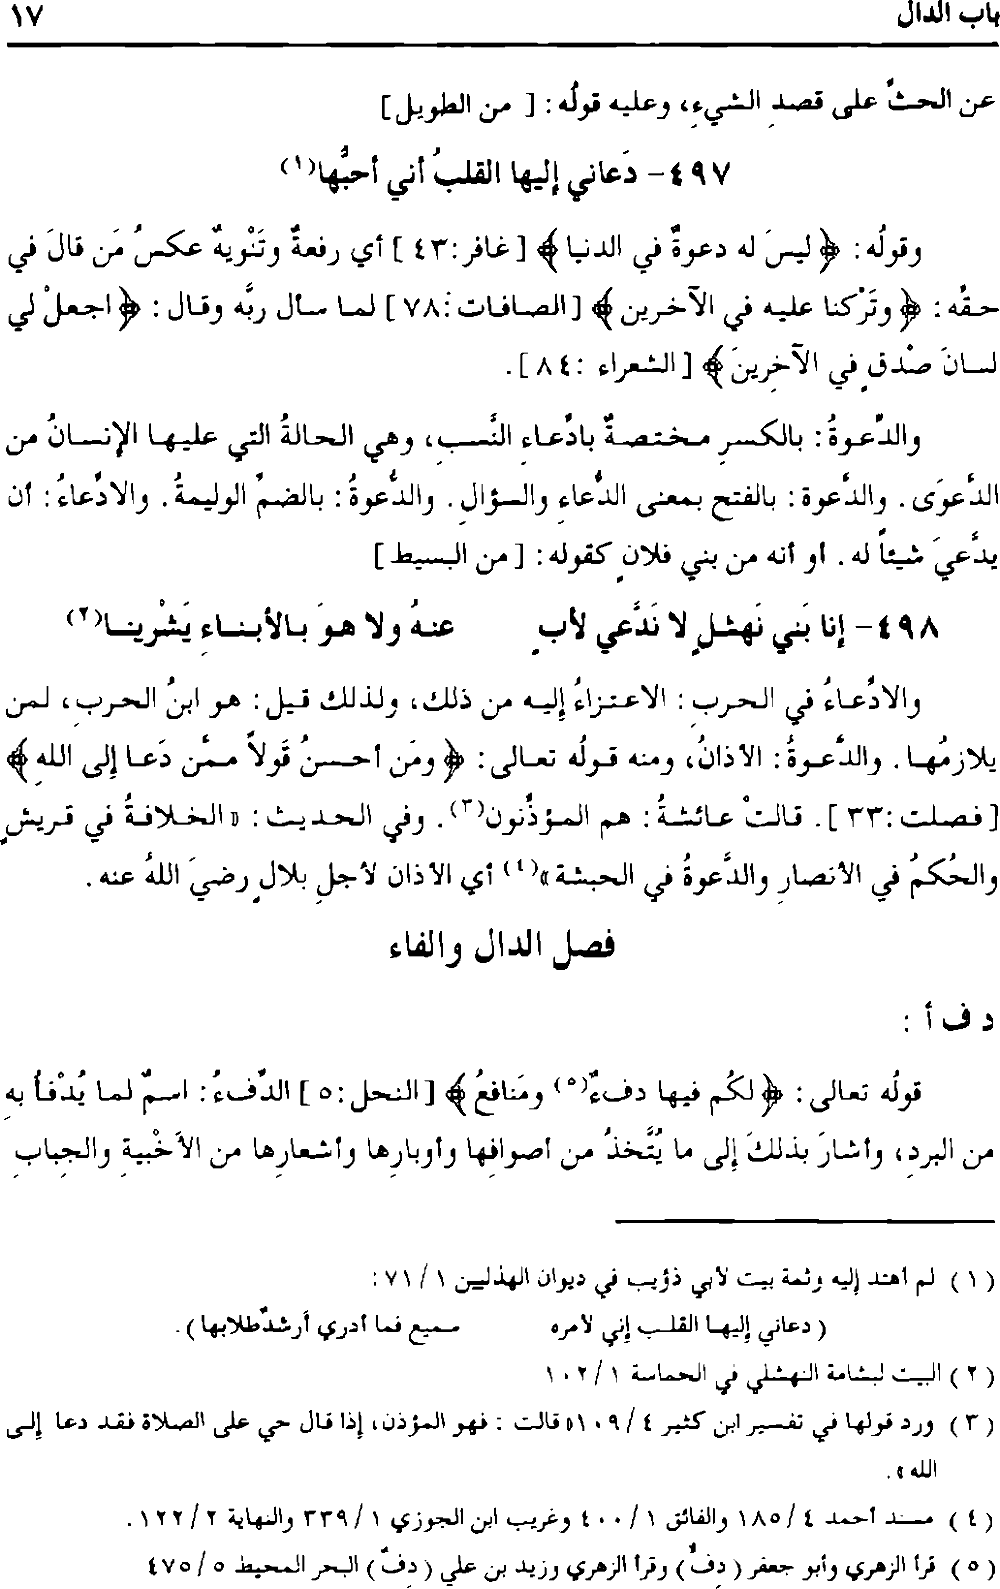 باب الدال ١٧
عن الحثِّ على قصدِ الشيءِ، وعليه قولُه: [ من الطويل]
٤٩٧- دَعاني إليها القلبُ أني أحبُّها(١)
وقولُه: ﴿ليسَ له دعوةٌ في الدنيا﴾ [غافر:٤٣] أي رفعةٌ وتَنْويهٌ عكسُ مَن قالَ في
حقُه: ﴿وتَرْكنا عليه في الآخرين﴾ [الصافات:٧٨] لما سأل ربَّه وقال: ﴿اجعلْ لي
لسانَ صْدقٍ في الآخِرِينَ﴾ [الشعراء :٨٤].
والدِّعوةُ: بالكسرِ مختصةٌ بادِّعاءِ النَّسبِ، وهي الحالةُ التي عليها الإنسانُ من
الدَّعوَى. والدَّعوة: بالفتح بمعنى الدُّعاءِ والسؤالِ. والدُّعوةُ: بالضمِّ الوليمةُ. والادِّعاءُ: أن
يدَّعيَ شيئاً له. أو أنه من بني فلانٍ كقوله: [من البسيط]
٤٩٨- إنا بَني نَهشلٍ لا نَدَّعي لأبٍ عنهُ ولا هوَ بالأبناءِ يَشْرينا(٢)
والادِّعاءُ في الحربِ: الاعتزاءُ إليه من ذلك، ولذلك قيل: هو ابنُ الحربِ، لمن
يلازمُها. والدَّعوةُ: الأذانُ، ومنه قولُه تعالى: ﴿ومَن أحسنُ قَولاً ممَّن دَعا إلى اللهِ﴾
[فصلت:٣٣]. قالتْ عائشةُ: هم المؤذِّنون(٣). وفي الحديث: «الخلافةُ في قريشٍ
والحُكمُ في الأنصارِ والدَّعوةُ في الحبشة»(٤) أي الأذان لأجلِ بلالٍ رضيَ اللهُ عنه.
فصل الدال والفاء
د ف أ :
قولُه تعالى: ﴿لكُم فيها دفءٌ(٥) ومَنافعُ﴾ [النحل:٥] الدِّفءُ: اسمٌ لما يُدْفأُ بهِ
من البردِ، وأشارَ بذلكَ إلى ما يُتَّخذُ من أصوافِها وأوبارِها وأشعارِها من الأخْبيةِ والجِبابِ
(١) لم أهتد إليه وثمة بيت لأبي ذؤيب في ديوان الهذليين ٧١/١:
(دعاني إليها القلب إني لأمره سميع فما أدري أَرشدٌ طلابها).
(٢) البيت لبشامة النهشلي في الحماسة ١٠٢/١
(٣) ورد قولها في تفسير ابن كثير ١٠٩/٤ «قالت : فهو المؤذن، إذا قال حي على الصلاة فقد دعا إلى
الله».
(٤) مسند أحمد ١٨٥/٤ والفائق ٤٠٠/١ وغريب ابن الجوزي ٣٣٩/١ والنهاية ١٢٢/٢.
(٥) قرأ الزهري وأبو جعفر (دِفٌ) وقرأ الزهري وزيد بن علي (دِفٌّ) البحر المحيط ٤٧٥/٥